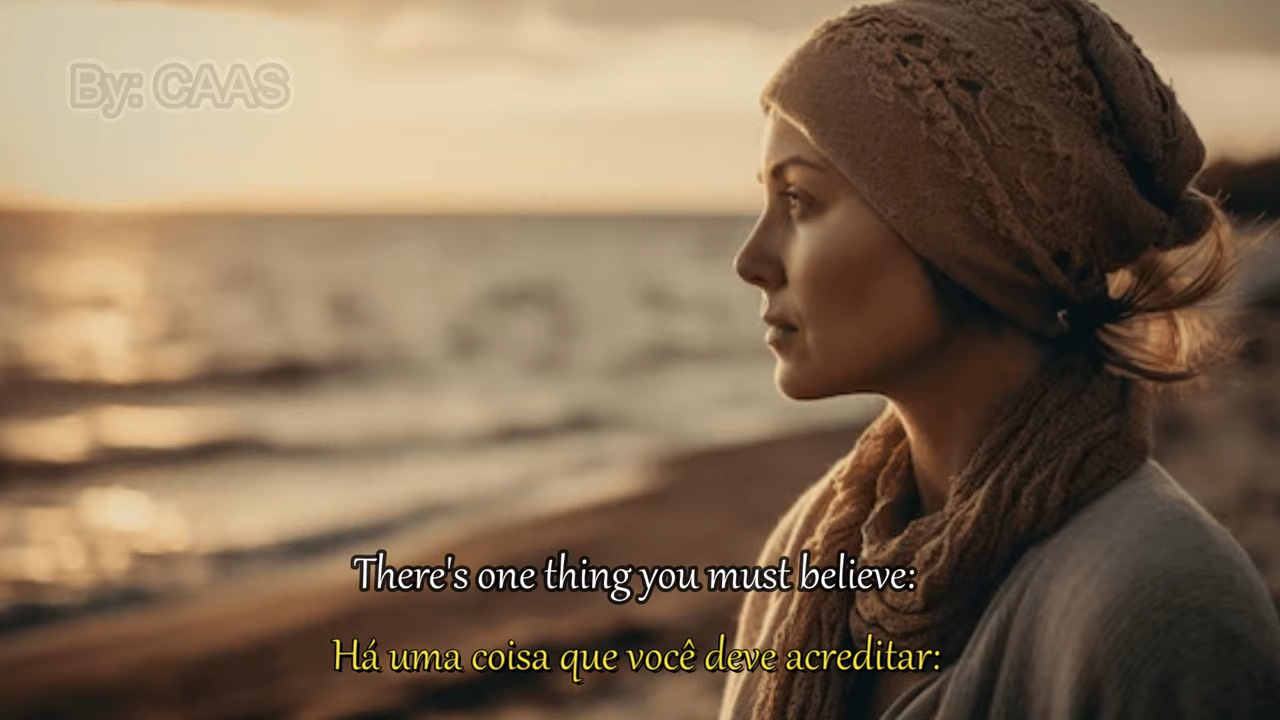 By: CAAS
There's one thing you must believe:
Há uma coisa que você deve acreditar: